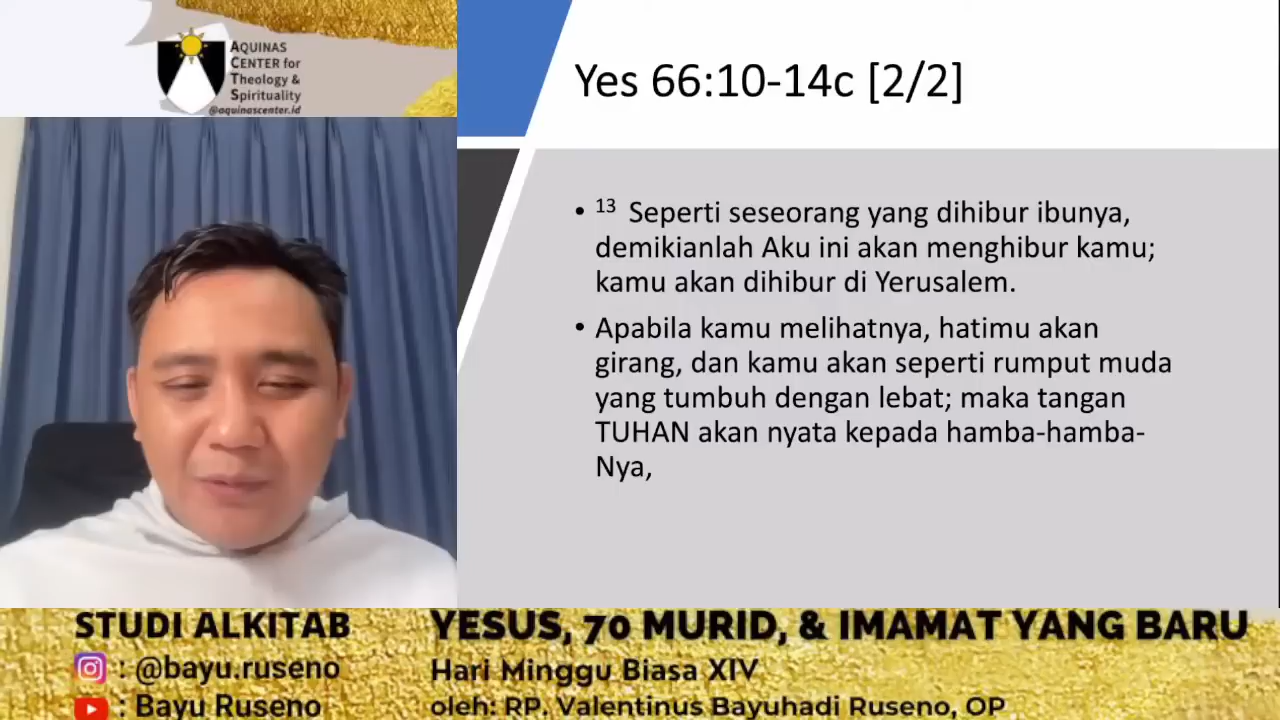 AQUINAS
CENTER for
Theology &
Spirituality
@aquinascenter.id
Yes 66:10-14c [2/2]
• 13 Seperti seseorang yang dihibur ibunya,
demikianlah Aku ini akan menghibur kamu;
kamu akan dihibur di Yerusalem.
• Apabila kamu melihatnya, hatimu akan
girang, dan kamu akan seperti rumput muda
yang tumbuh dengan lebat; maka tangan
TUHAN akan nyata kepada hamba-hamba-
Nya,
STUDI ALKITAB
: @bayu.ruseno
: Bayu Ruseno
YESUS, 70 MURID, & IMAMAT YANG BARU
Hari Minggu Biasa XIV
oleh: RP. Valentinus Bayuhadi Ruseno, OP